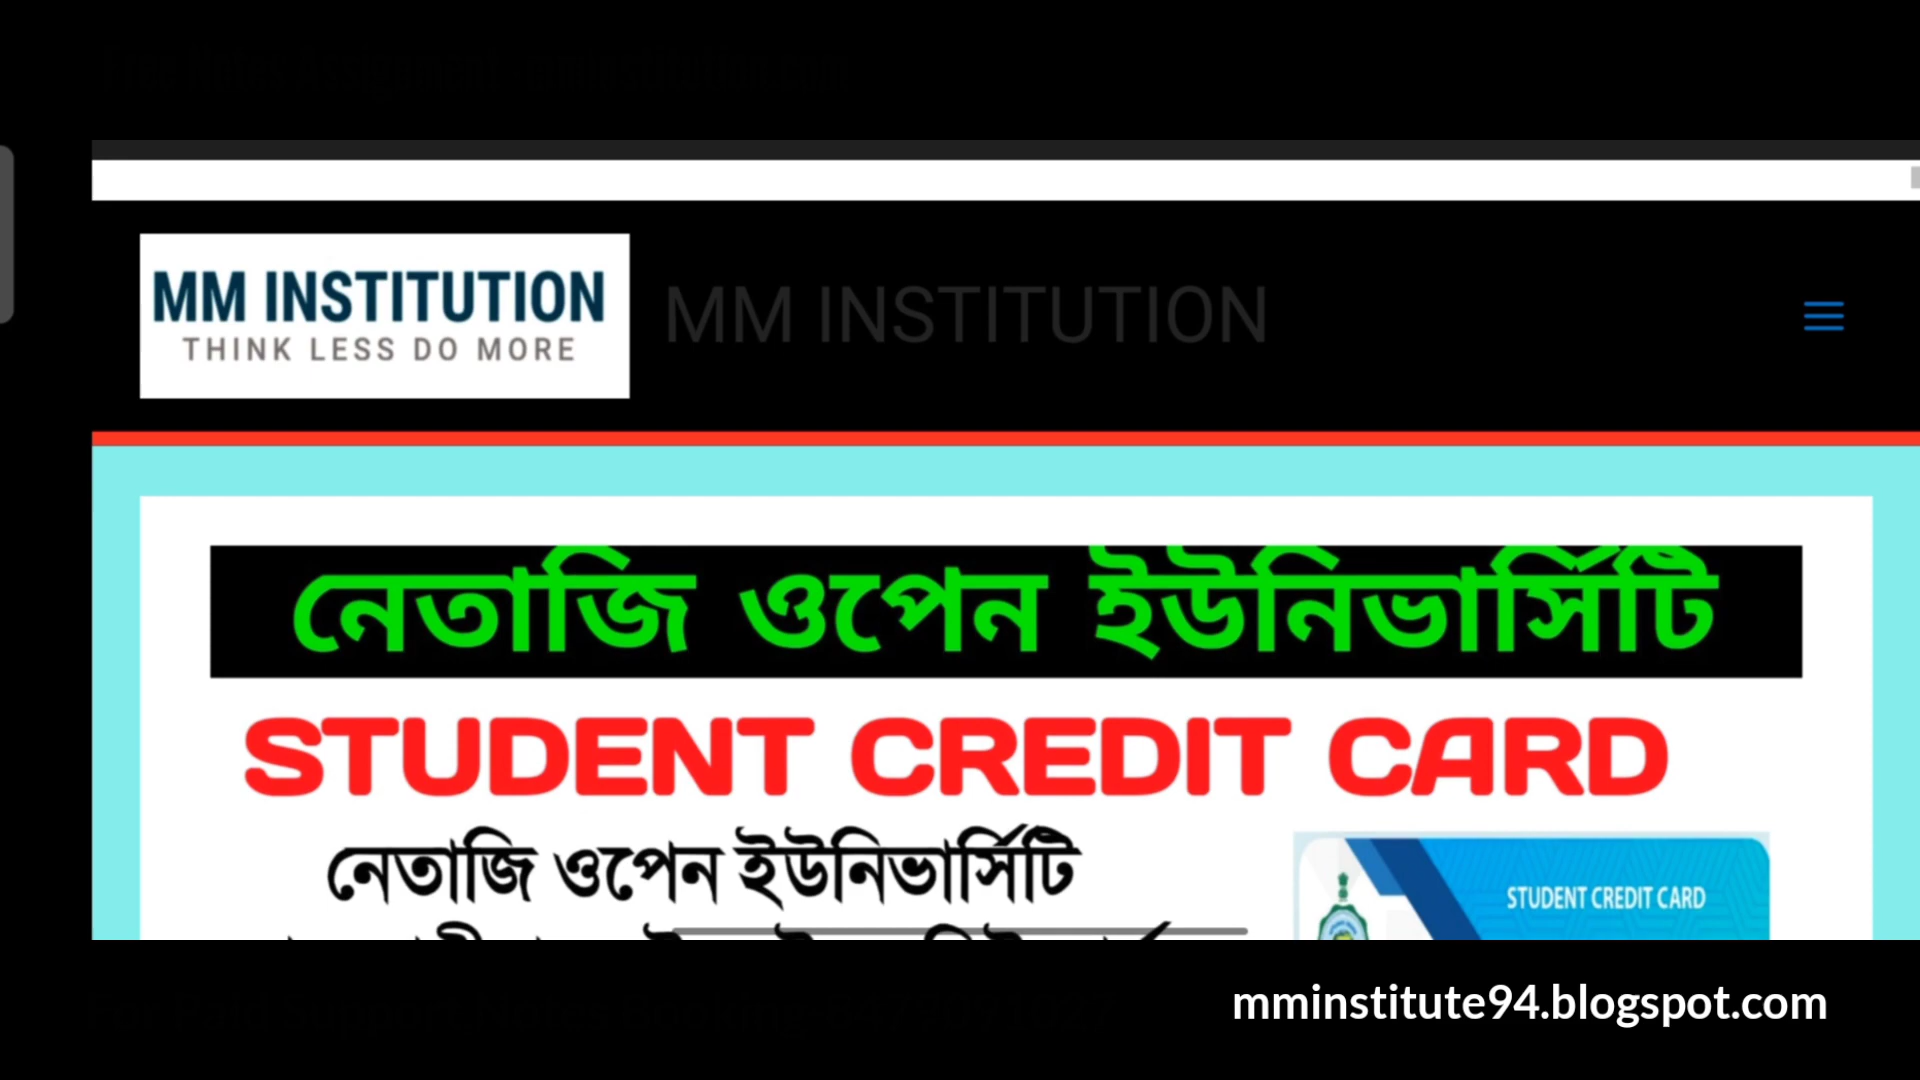 MM INSTITUTION
THINK LESS DO MORE
MM INSTITUTION
নেতাজি ওপেন ইউনিভার্সিটি
STUDENT CREDIT CARD
নেতাজি ওপেন ইউনিভার্সিটি
STUDENT CREDIT CARD
mminstitute94.blogspot.com